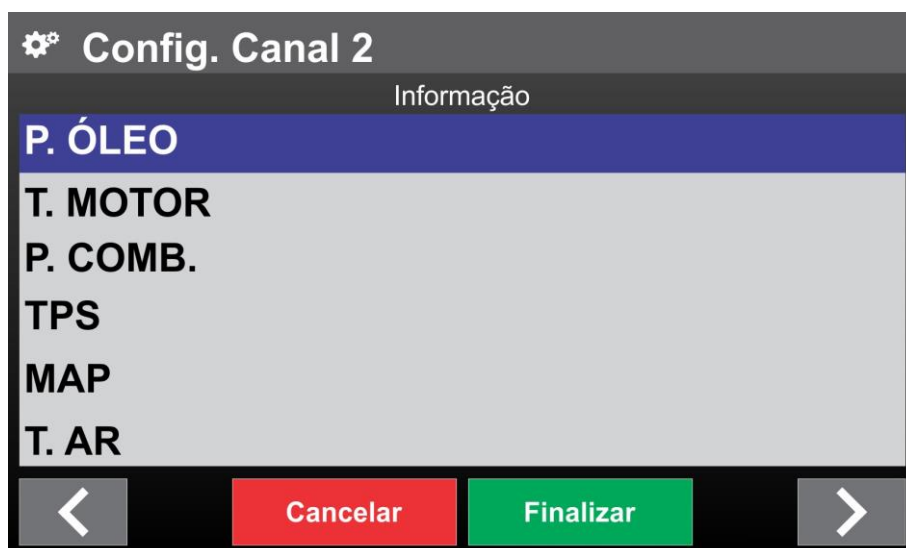 Config. Canal 2
Informação
P. ÓLEO
T. MOTOR
P. COMB.
TPS
MAP
T. AR
Cancelar Finalizar